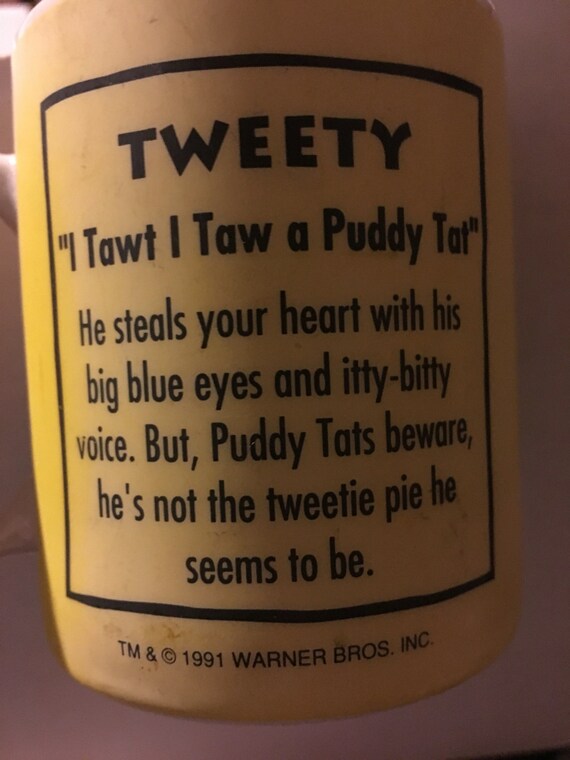 TWEETY
"I Tawt I Taw a Puddy Tat"
He steals your heart with his
big blue eyes and itty-bitty
voice. But, Puddy Tats beware,
he's not the tweetie pie he
seems to be.
TM & © 1991 WARNER BROS. INC.